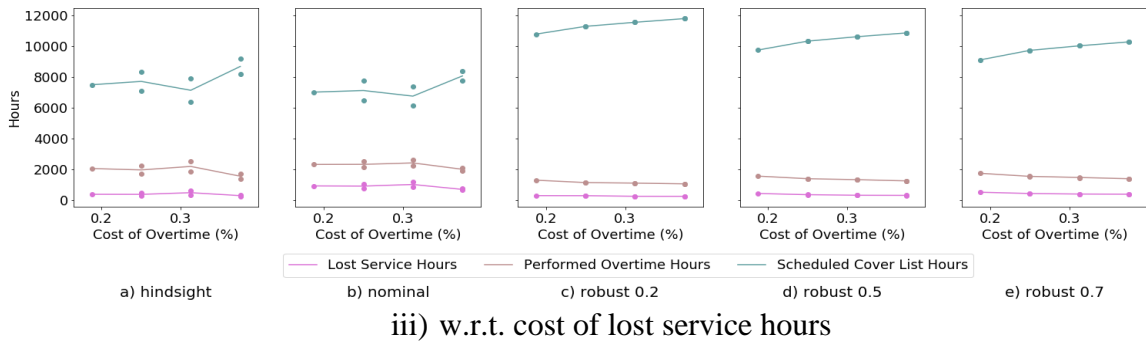 12000
10000
8000
6000
4000
2000
0
Hours
0.2 0.3 0.2 0.3 0.2 0.3 0.2 0.3 0.2 0.3
Cost of Overtime (%) Cost of Overtime (%) Cost of Overtime (%) Cost of Overtime (%) Cost of Overtime (%)
Lost Service Hours Performed Overtime Hours Scheduled Cover List Hours
a) hindsight b) nominal c) robust 0.2 d) robust 0.5 e) robust 0.7
iii) w.r.t. cost of lost service hours